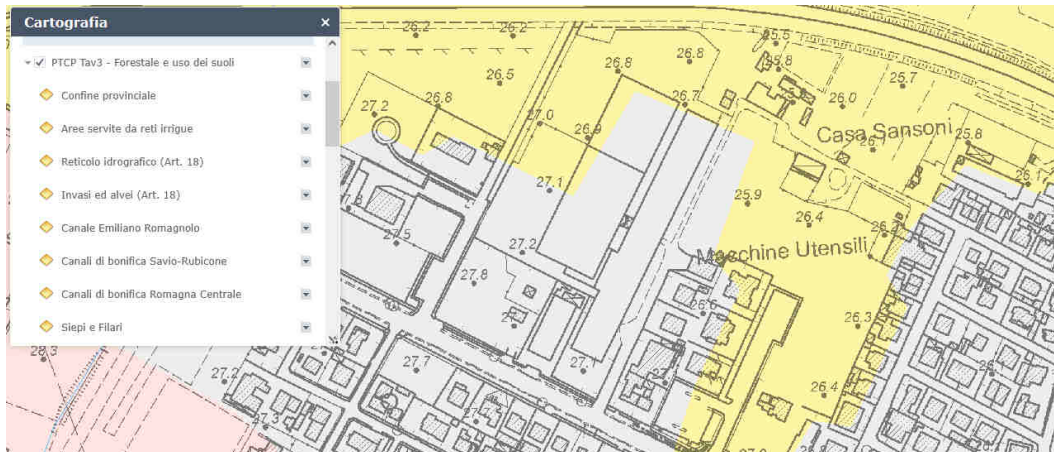 Cartografia ×
PTCP Tav3 - Forestale e uso dei suoli
Confine provinciale
Aree servite da reti irrigue
Reticolo idrografico (Art. 18)
Invasi ed alvei (Art. 18)
Canale Emiliano Romagnolo
Canali di bonifica Savio-Rubicone
Canali di bonifica Romagna Centrale
Siepi e Filari
26.2
26.2
25.5
26.8
26.8
25.8
26.5
25.7
27.2
26.8
26.7
26.0
27.0
26.9
Casa Sansoni
25.8
26.1
27.1
26.1
25.9
26.4
26.2
27.5
27.2
Macchine Utensili
27.8
26.6
26.3
28.3
27.7
27.1
27.2
26.4
27.3